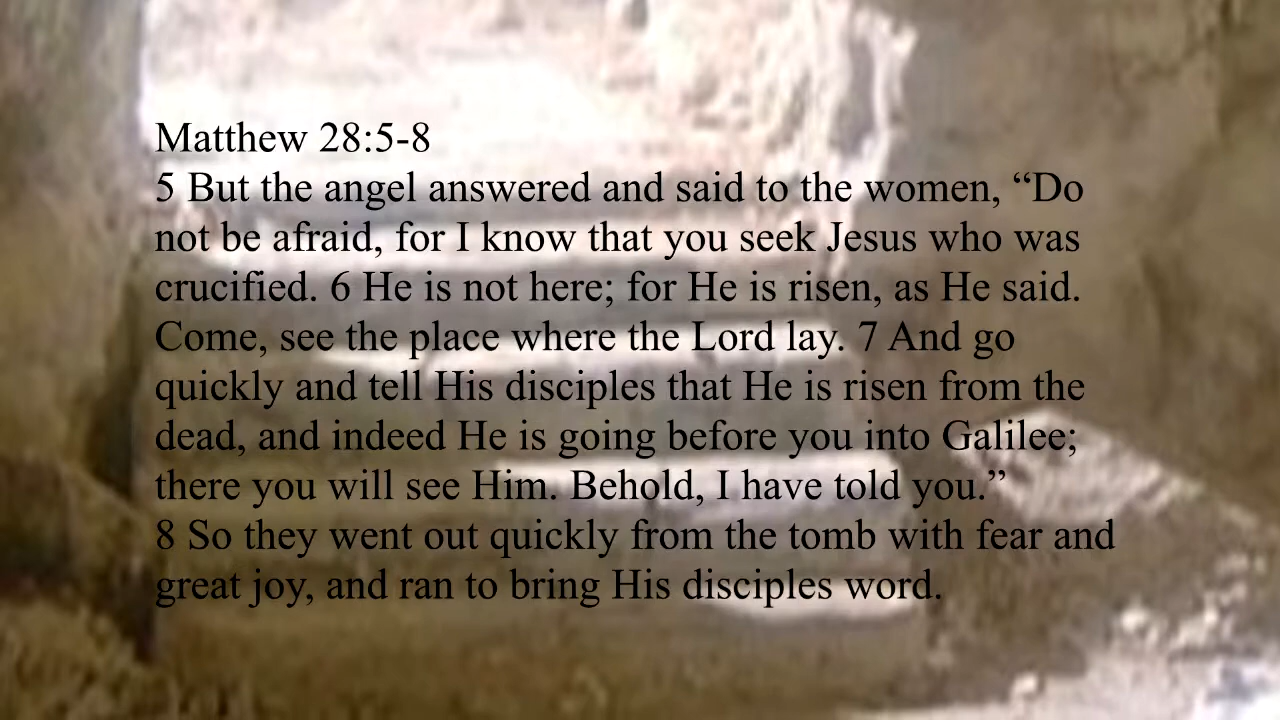 Matthew 28:5-8
5 But the angel answered and said to the women, “Do
not be afraid, for I know that you seek Jesus who was
crucified. 6 He is not here; for He is risen, as He said.
Come, see the place where the Lord lay. 7 And go
quickly and tell His disciples that He is risen from the
dead, and indeed He is going before you into Galilee;
there you will see Him. Behold, I have told you.”
8 So they went out quickly from the tomb with fear and
great joy, and ran to bring His disciples word.